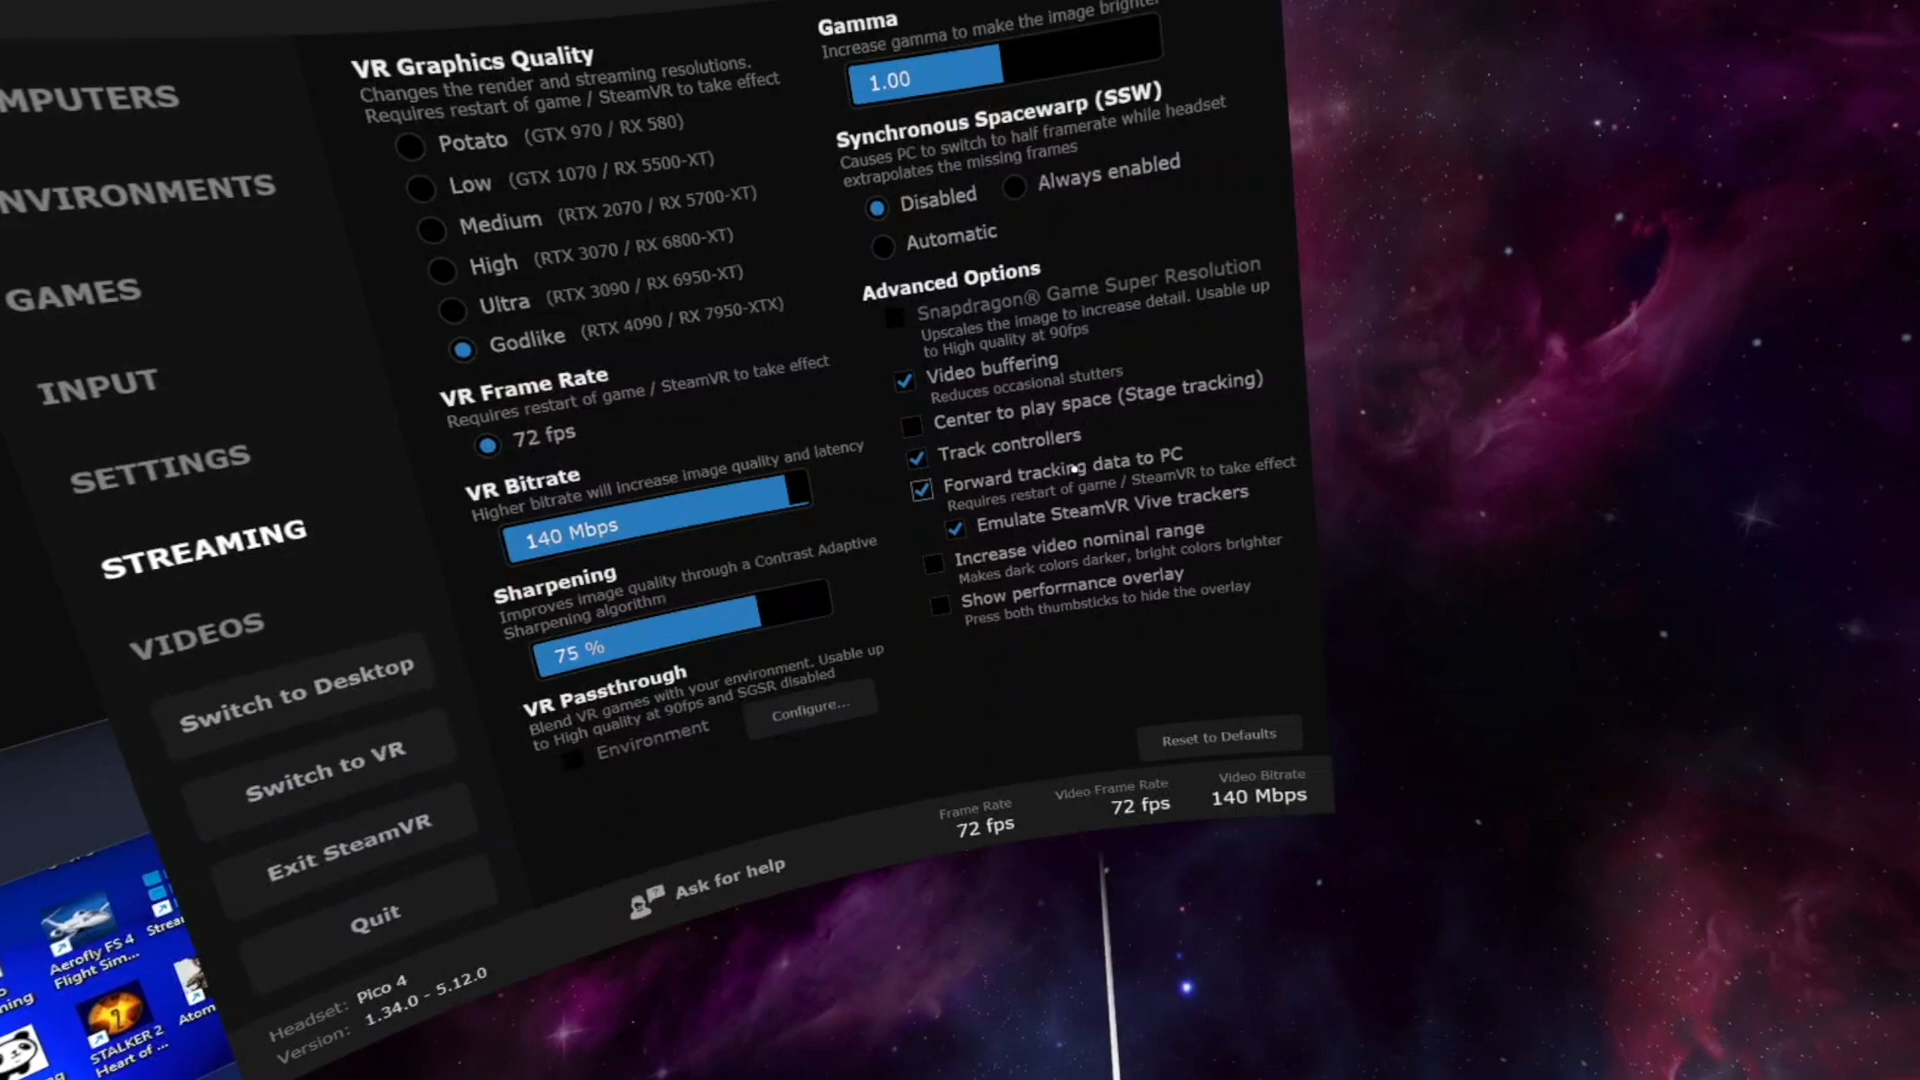 MPUTERS
NVIRONMENTS
GAMES
INPUT
SETTINGS
STREAMING
VIDEOS
Switch to Desktop
Switch to VR
Exit SteamVR
Quit
VR Graphics Quality
Changes the render and streaming resolutions.
Requires restart of game / SteamVR to take effect
Potato (GTX 970 / RX 580)
Low (GTX 1070 / RX 5500-XT)
Medium (RTX 2070 / RX 5700-XT)
High (RTX 3070 / RX 6800-XT)
Ultra (RTX 3090 / RX 6950-XT)
Godlike (RTX 4090 / RX 7950-XTX)
VR Frame Rate
Requires restart of game / SteamVR to take effect
72 fps
VR Bitrate
Higher bitrate will increase image quality and latency
140 Mbps
Sharpening
Improves image quality through a Contrast Adaptive
Sharpening algorithm
75 %
VR Passthrough
Blend VR games with your environment. Usable up
to High quality at 90fps and SGSR disabled
Environment
Configure...
Gamma
Increase gamma to make the image brighter
1.00
Synchronous Spacewarp (SSW)
Causes PC to switch to half framerate while headset
extrapolates the missing frames
Disabled
Always enabled
Automatic
Advanced Options
Snapdragon® Game Super Resolution
Upscales the image to increase detail. Usable up
to High quality at 90fps
Video buffering
Reduces occasional stutters
Center to play space (Stage tracking)
Track controllers
Forward tracking data to PC
Requires restart of game / SteamVR to take effect
Emulate SteamVR Vive trackers
Increase video nominal range
Makes dark colors darker, bright colors brighter
Show performance overlay
Press both thumbsticks to hide the overlay
Reset to Defaults
Frame Rate
72 fps
Video Frame Rate
72 fps
Video Bitrate
140 Mbps
Ask for help
Headset: Pico 4
Version: 1.34.0 - 5.12.0
Aerofly FS 4
Flight Sim...
Strea
STALKER 2
Heart of ...
Atom
ning